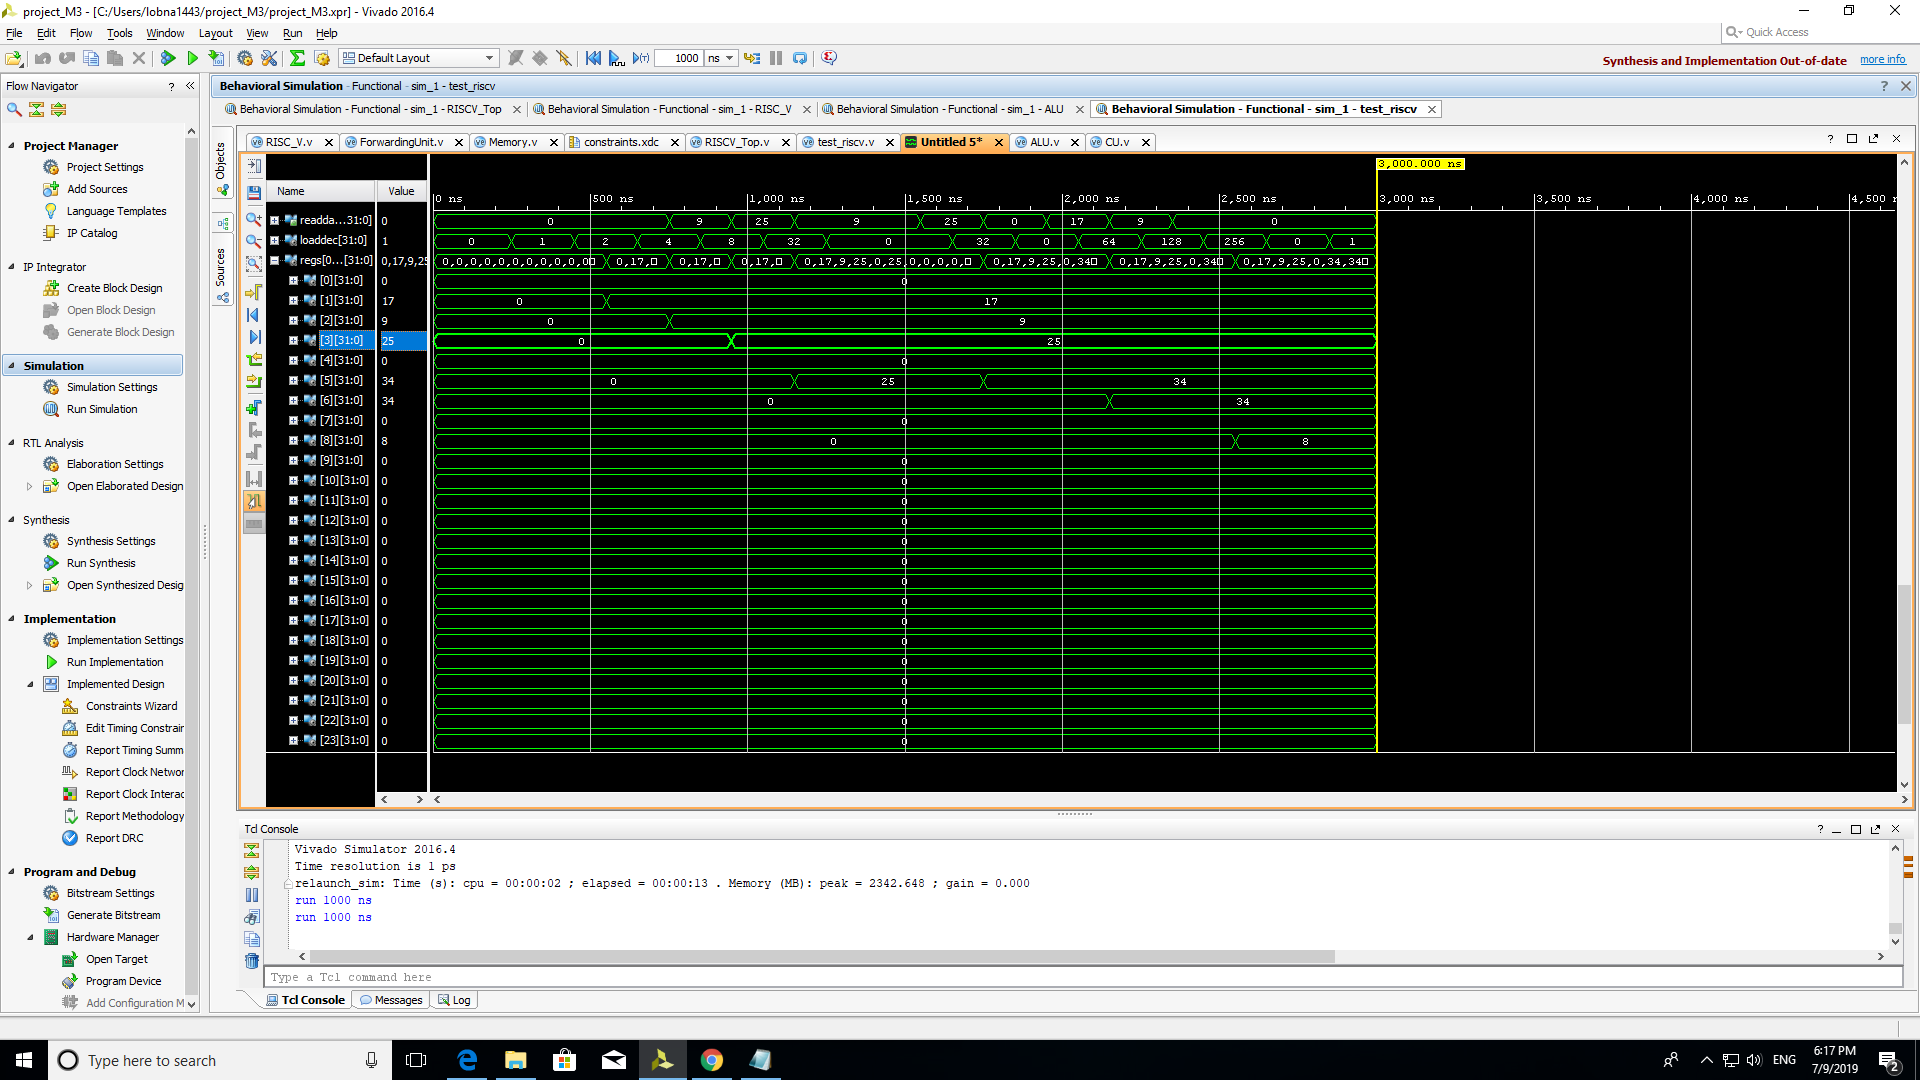 project_M3 - [C:/Users/lobna1443/project_M3/project_M3.xpr] - Vivado 2016.4
File Edit Flow Tools Window Layout View Run Help
Quick Access
Default Layout
1000 ns
Synthesis and Implementation Out-of-date more info
Flow Navigator ? «
Behavioral Simulation - Functional - sim_1 - test_riscv
Behavioral Simulation - Functional - sim_1 - RISCV_Top
Behavioral Simulation - Functional - sim_1 - RISC_V
Behavioral Simulation - Functional - sim_1 - ALU
Behavioral Simulation - Functional - sim_1 - test_riscv
RISC_V.v ForwardingUnit.v Memory.v constraints.xdc RISCV_Top.v test_riscv.v Untitled 5* ALU.v CU.v
Project Manager
Project Settings
Add Sources
Language Templates
IP Catalog
IP Integrator
Create Block Design
Open Block Design
Generate Block Design
Simulation
Simulation Settings
Run Simulation
RTL Analysis
Elaboration Settings
Open Elaborated Design
Synthesis
Synthesis Settings
Run Synthesis
Open Synthesized Desig
Implementation
Implementation Settings
Run Implementation
Implemented Design
Constraints Wizard
Edit Timing Constrair
Report Timing Summ
Report Clock Networ
Report Clock Interac
Report Methodology
Report DRC
Program and Debug
Bitstream Settings
Generate Bitstream
Hardware Manager
Open Target
Program Device
Add Configuration M
Objects
Sources
3,000.000 ns
Name Value
0 ns 500 ns 1,000 ns 1,500 ns 2,000 ns 2,500 ns 3,000 ns 3,500 ns 4,000 ns 4,500 n
readda...31:0] 0 0 9 25 9 25 0 17 9 0
loaddec[31:0] 1 0 1 2 4 8 32 0 32 0 64 128 256 0 1
regs[0...[31:0] 0,17,9,25 0,0,0,0,0,0,0,0,0,0,0 0,17, 0,17, 0,17, 0,17,9,25,0,25,0,0,0,0, 0,17,9,25,0,34 0,17,9,25,0,34 0,17,9,25,0,34,34
[0][31:0] 0 0
[1][31:0] 17 0 17
[2][31:0] 9 0 9
[3][31:0] 25 0 25
[4][31:0] 0 0
[5][31:0] 34 0 25 34
[6][31:0] 34 0 34
[7][31:0] 0 0
[8][31:0] 8 0 8
[9][31:0] 0 0
[10][31:0] 0 0
[11][31:0] 0 0
[12][31:0] 0 0
[13][31:0] 0 0
[14][31:0] 0 0
[15][31:0] 0 0
[16][31:0] 0 0
[17][31:0] 0 0
[18][31:0] 0 0
[19][31:0] 0 0
[20][31:0] 0 0
[21][31:0] 0 0
[22][31:0] 0 0
[23][31:0] 0 0
Tcl Console
Vivado Simulator 2016.4
Time resolution is 1 ps
relaunch_sim: Time (s): cpu = 00:00:02 ; elapsed = 00:00:13 . Memory (MB): peak = 2342.648 ; gain = 0.000
run 1000 ns
run 1000 ns
Type a Tcl command here
Tcl Console Messages Log
Type here to search
ENG
6:17 PM
7/9/2019
2